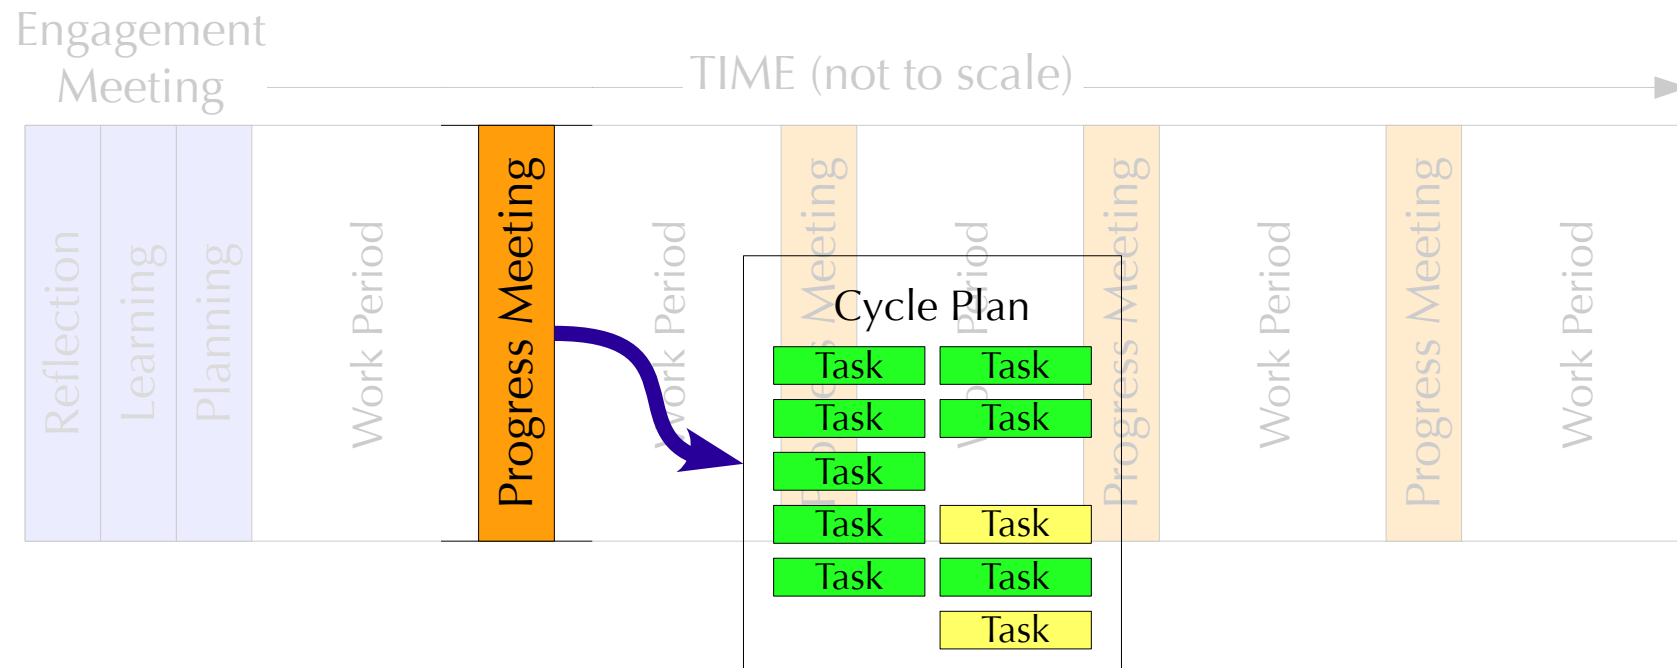 Engagement
Meeting
TIME (not to scale)
Reflection
Learning
Planning
Work Period
Progress Meeting
Work Period
Progress Meeting
Work Period
Progress Meeting
Work Period
Progress Meeting
Work Period
Cycle Plan
Task Task
Task Task
Task
Task Task
Task Task
Task